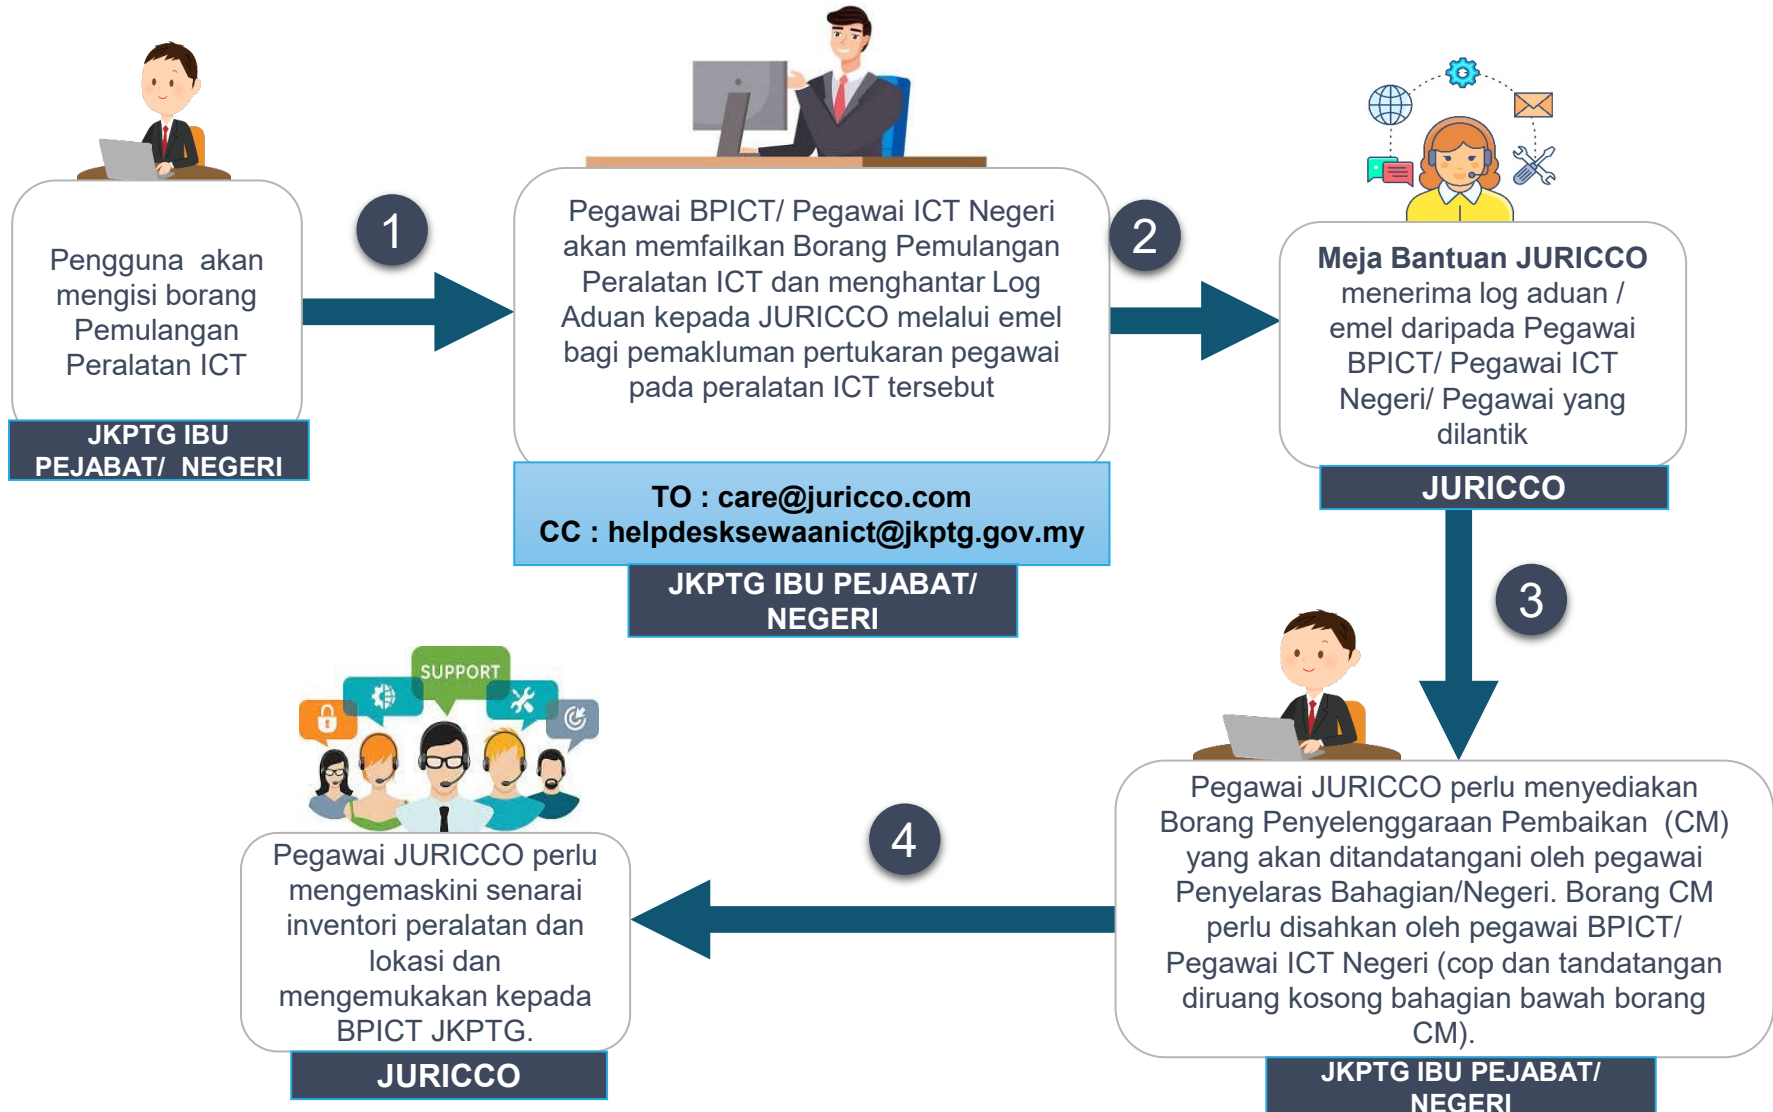 Pengguna akan
mengisi borang
Pemulangan
Peralatan ICT
JKPTG IBU
PEJABAT/ NEGERI
1
Pegawai BPICT/ Pegawai ICT Negeri
akan memfailkan Borang Pemulangan
Peralatan ICT dan menghantar Log
Aduan kepada JURICCO melalui emel
bagi pemakluman pertukaran pegawai
pada peralatan ICT tersebut
TO : care@juricco.com
CC : helpdesksewaanict@jkptg.gov.my
JKPTG IBU PEJABAT/
NEGERI
2
Meja Bantuan JURICCO
menerima log aduan /
emel daripada Pegawai
BPICT/ Pegawai ICT
Negeri/ Pegawai yang
dilantik
JURICCO
3
Pegawai JURICCO perlu menyediakan
Borang Penyelenggaraan Pembaikan (CM)
yang akan ditandatangani oleh pegawai
Penyelaras Bahagian/Negeri. Borang CM
perlu disahkan oleh pegawai BPICT/
Pegawai ICT Negeri (cop dan tandatangan
diruang kosong bahagian bawah borang
CM).
JKPTG IBU PEJABAT/
NEGERI
4
SUPPORT
Pegawai JURICCO perlu
mengemaskini senarai
inventori peralatan dan
lokasi dan
mengemukakan kepada
BPICT JKPTG.
JURICCO